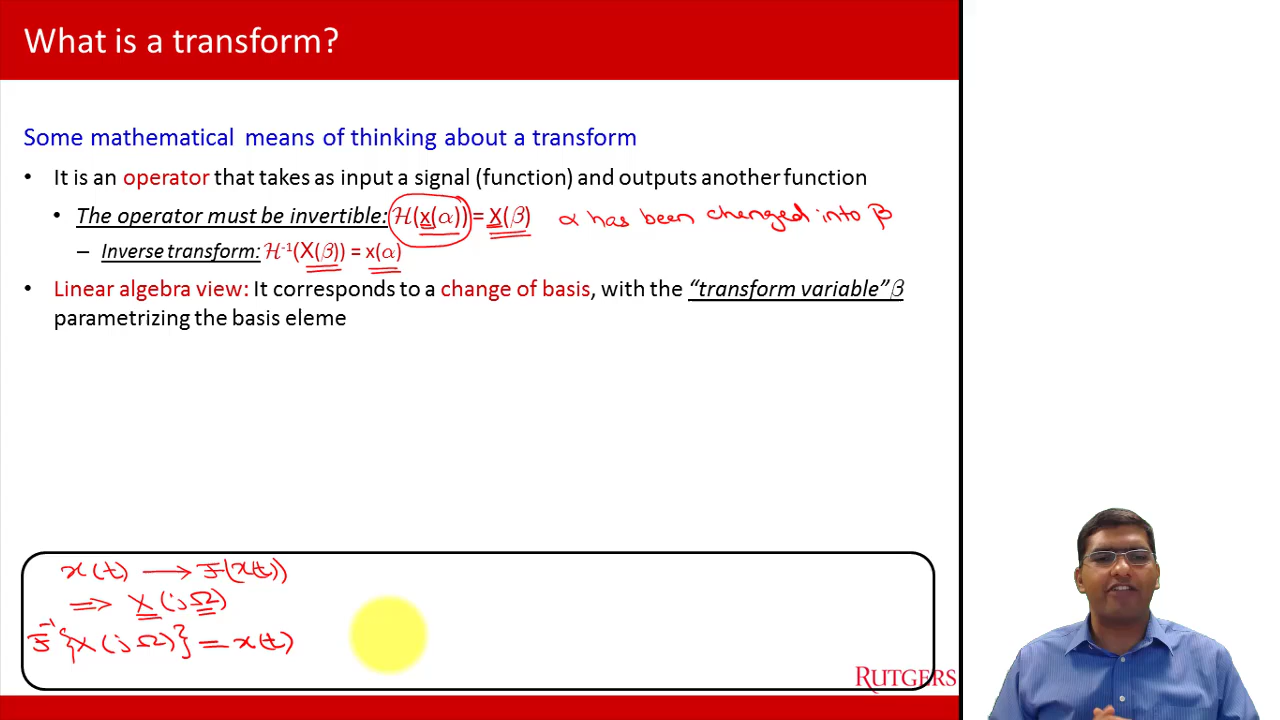 What is a transform?
Some mathematical means of thinking about a transform
• It is an operator that takes as input a signal (function) and outputs another function
• The operator must be invertible: ℋ(x(α)) = X(β) α has been changed into β
– Inverse transform: ℋ⁻¹(X(β)) = x(α)
• Linear algebra view: It corresponds to a change of basis, with the “transform variable” β
parametrizing the basis eleme
x(t) → F(x(t))
⇒ X(jΩ)
F⁻¹{X(jΩ)} = x(t)
RUTGERS